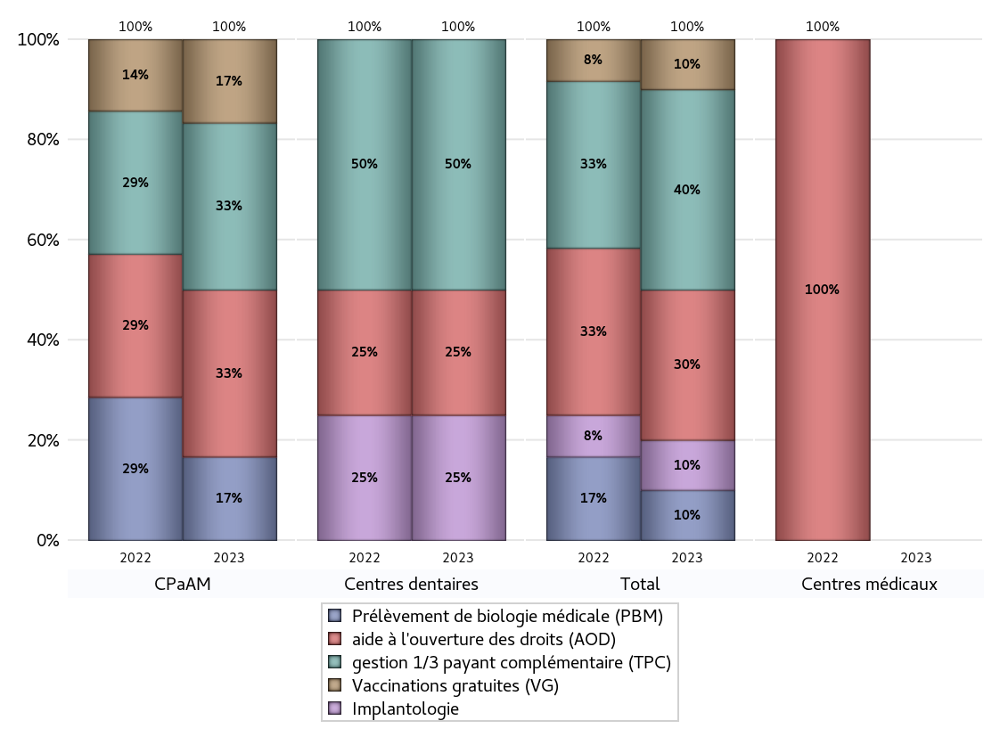 100% 100% 100% 100% 100% 100% 100%
100%
80%
60%
40%
20%
0%
14% 17% 8% 10%
29% 33% 50% 50% 33% 40%
29% 33% 25% 25% 33% 30% 100%
29% 17% 25% 25% 8% 10%
17% 10%
2022 2023 2022 2023 2022 2023 2022 2023
CPaAM Centres dentaires Total Centres médicaux
Prélèvement de biologie médicale (PBM)
aide à l'ouverture des droits (AOD)
gestion 1/3 payant complémentaire (TPC)
Vaccinations gratuites (VG)
Implantologie